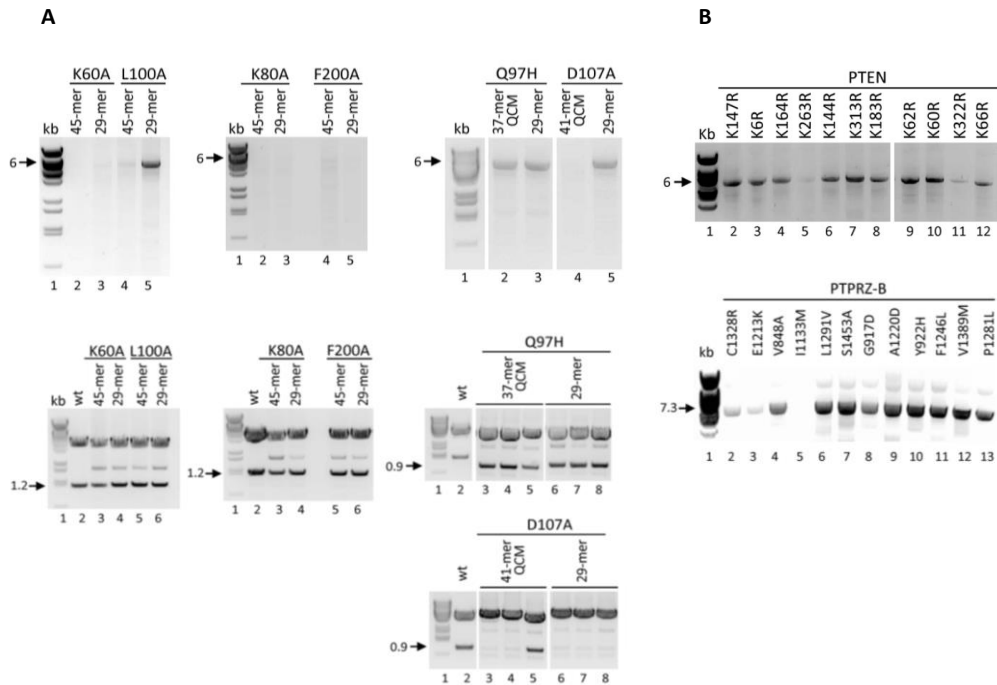 A
K60A L100A
45-mer 29-mer 45-mer 29-mer
kb
6
1 2 3 4 5
K80A F200A
45-mer 29-mer 45-mer 29-mer
kb
6
1 2 3 4 5
Q97H D107A
37-mer QCM 29-mer 41-mer QCM 29-mer
kb
6
1 2 3 4 5
K60A L100A
kb wt 45-mer 29-mer 45-mer 29-mer
1.2
1 2 3 4 5 6
K80A F200A
wt 45-mer 29-mer 45-mer 29-mer
kb
1.2
1 2 3 4 5 6
Q97H
wt 37-mer QCM 29-mer
0.9
1 2 3 4 5 6 7 8
D107A
wt 41-mer QCM 29-mer
0.9
1 2 3 4 5 6 7 8
B
PTEN
Kb K147R K6R K164R K263R K144R K313R K183R K62R K60R K322R K66R
6
1 2 3 4 5 6 7 8 9 10 11 12
PTPRZ-B
kb C1328R E1213K V848A I1133M L1291V S1453A G917D A1220D Y922H F1246L V1389M P1281L
7.3
1 2 3 4 5 6 7 8 9 10 11 12 13